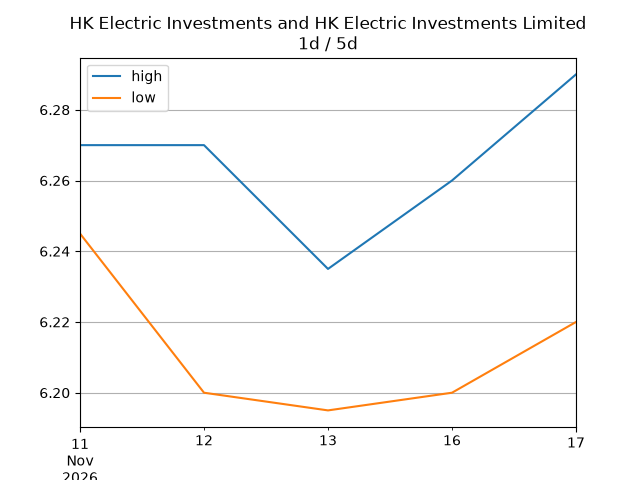 HK Electric Investments and HK Electric Investments Limited
1d / 5d
high
low
6.28
6.26
6.24
6.22
6.20
11 12 13 16 17
Nov
2026